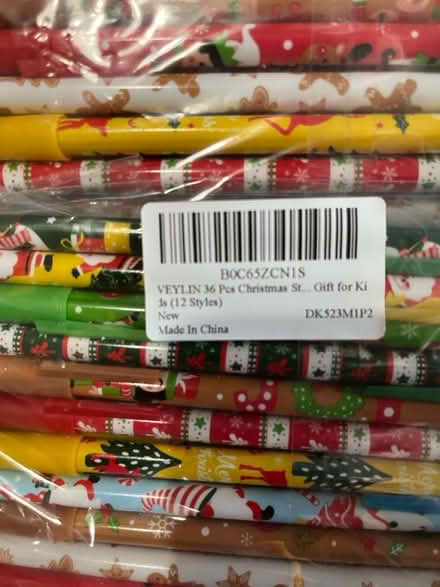 B0C65ZCN1S
VEYLIN 36 Pcs Christmas St... Gift for Ki
ds (12 Styles)
New DK523M1P2
Made In China